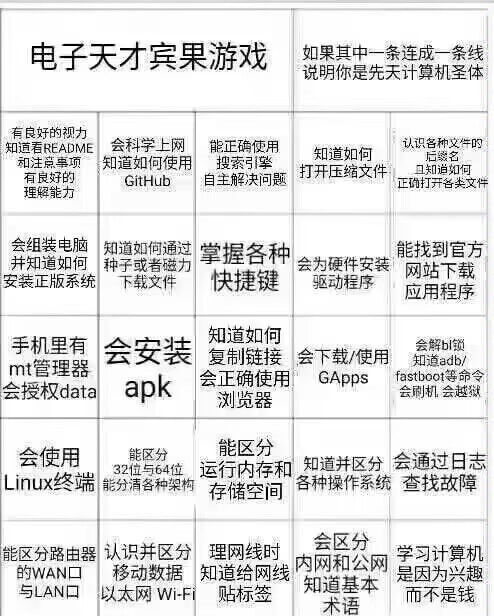 电子天才宾果游戏
如果其中一条连成一条线
说明你是先天计算机圣体
有良好的视力
知道看README
和注意事项
有良好的
理解能力
会科学上网
知道如何使用
GitHub
能正确使用
搜索引擎
自主解决问题
知道如何
打开压缩文件
认识各种文件的
后缀名
且知道如何
正确打开各类文件
会组装电脑
并知道如何
安装正版系统
知道如何通过
种子或者磁力
下载文件
掌握各种
快捷键
会为硬件安装
驱动程序
能找到官方
网站下载
应用程序
手机里有
mt管理器
会授权data
会安装
apk
知道如何
复制链接
会正确使用
浏览器
会下载/使用
GApps
会解bl锁
知道adb/
fastboot等命令
会刷机 会越狱
会使用
Linux终端
能区分
32位与64位
能分清各种架构
能区分
运行内存和
存储空间
知道并区分
各种操作系统
会通过日志
查找故障
能区分路由器
的WAN口
与LAN口
认识并区分
移动数据
以太网 Wi-Fi
理网线时
知道给网线
贴标签
会区分
内网和公网
知道基本
术语
学习计算机
是因为兴趣
而不是钱